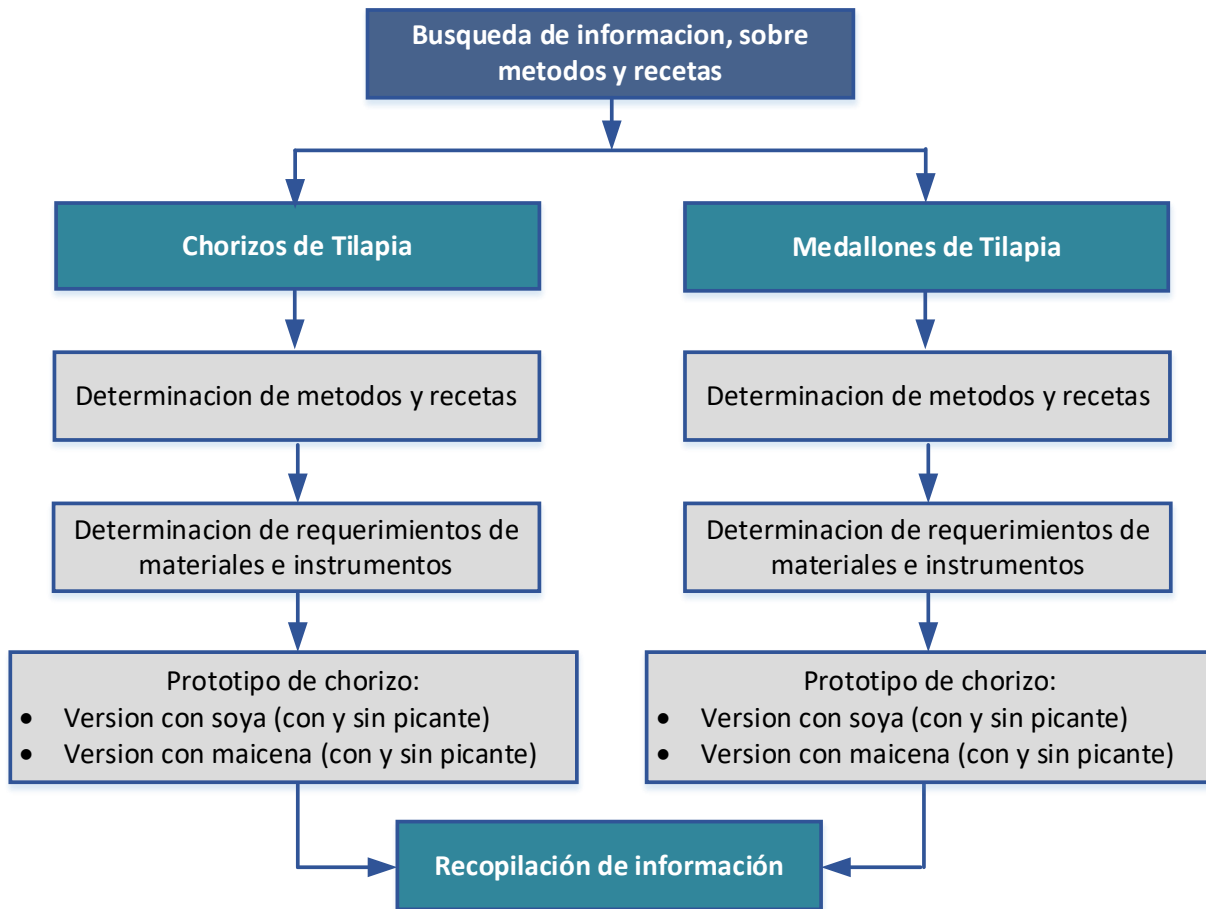 Busqueda de informacion, sobre
metodos y recetas
Chorizos de Tilapia
Medallones de Tilapia
Determinacion de metodos y recetas
Determinacion de metodos y recetas
Determinacion de requerimientos de
materiales e instrumentos
Determinacion de requerimientos de
materiales e instrumentos
Prototipo de chorizo:
• Version con soya (con y sin picante)
• Version con maicena (con y sin picante)
Prototipo de chorizo:
• Version con soya (con y sin picante)
• Version con maicena (con y sin picante)
Recopilación de información